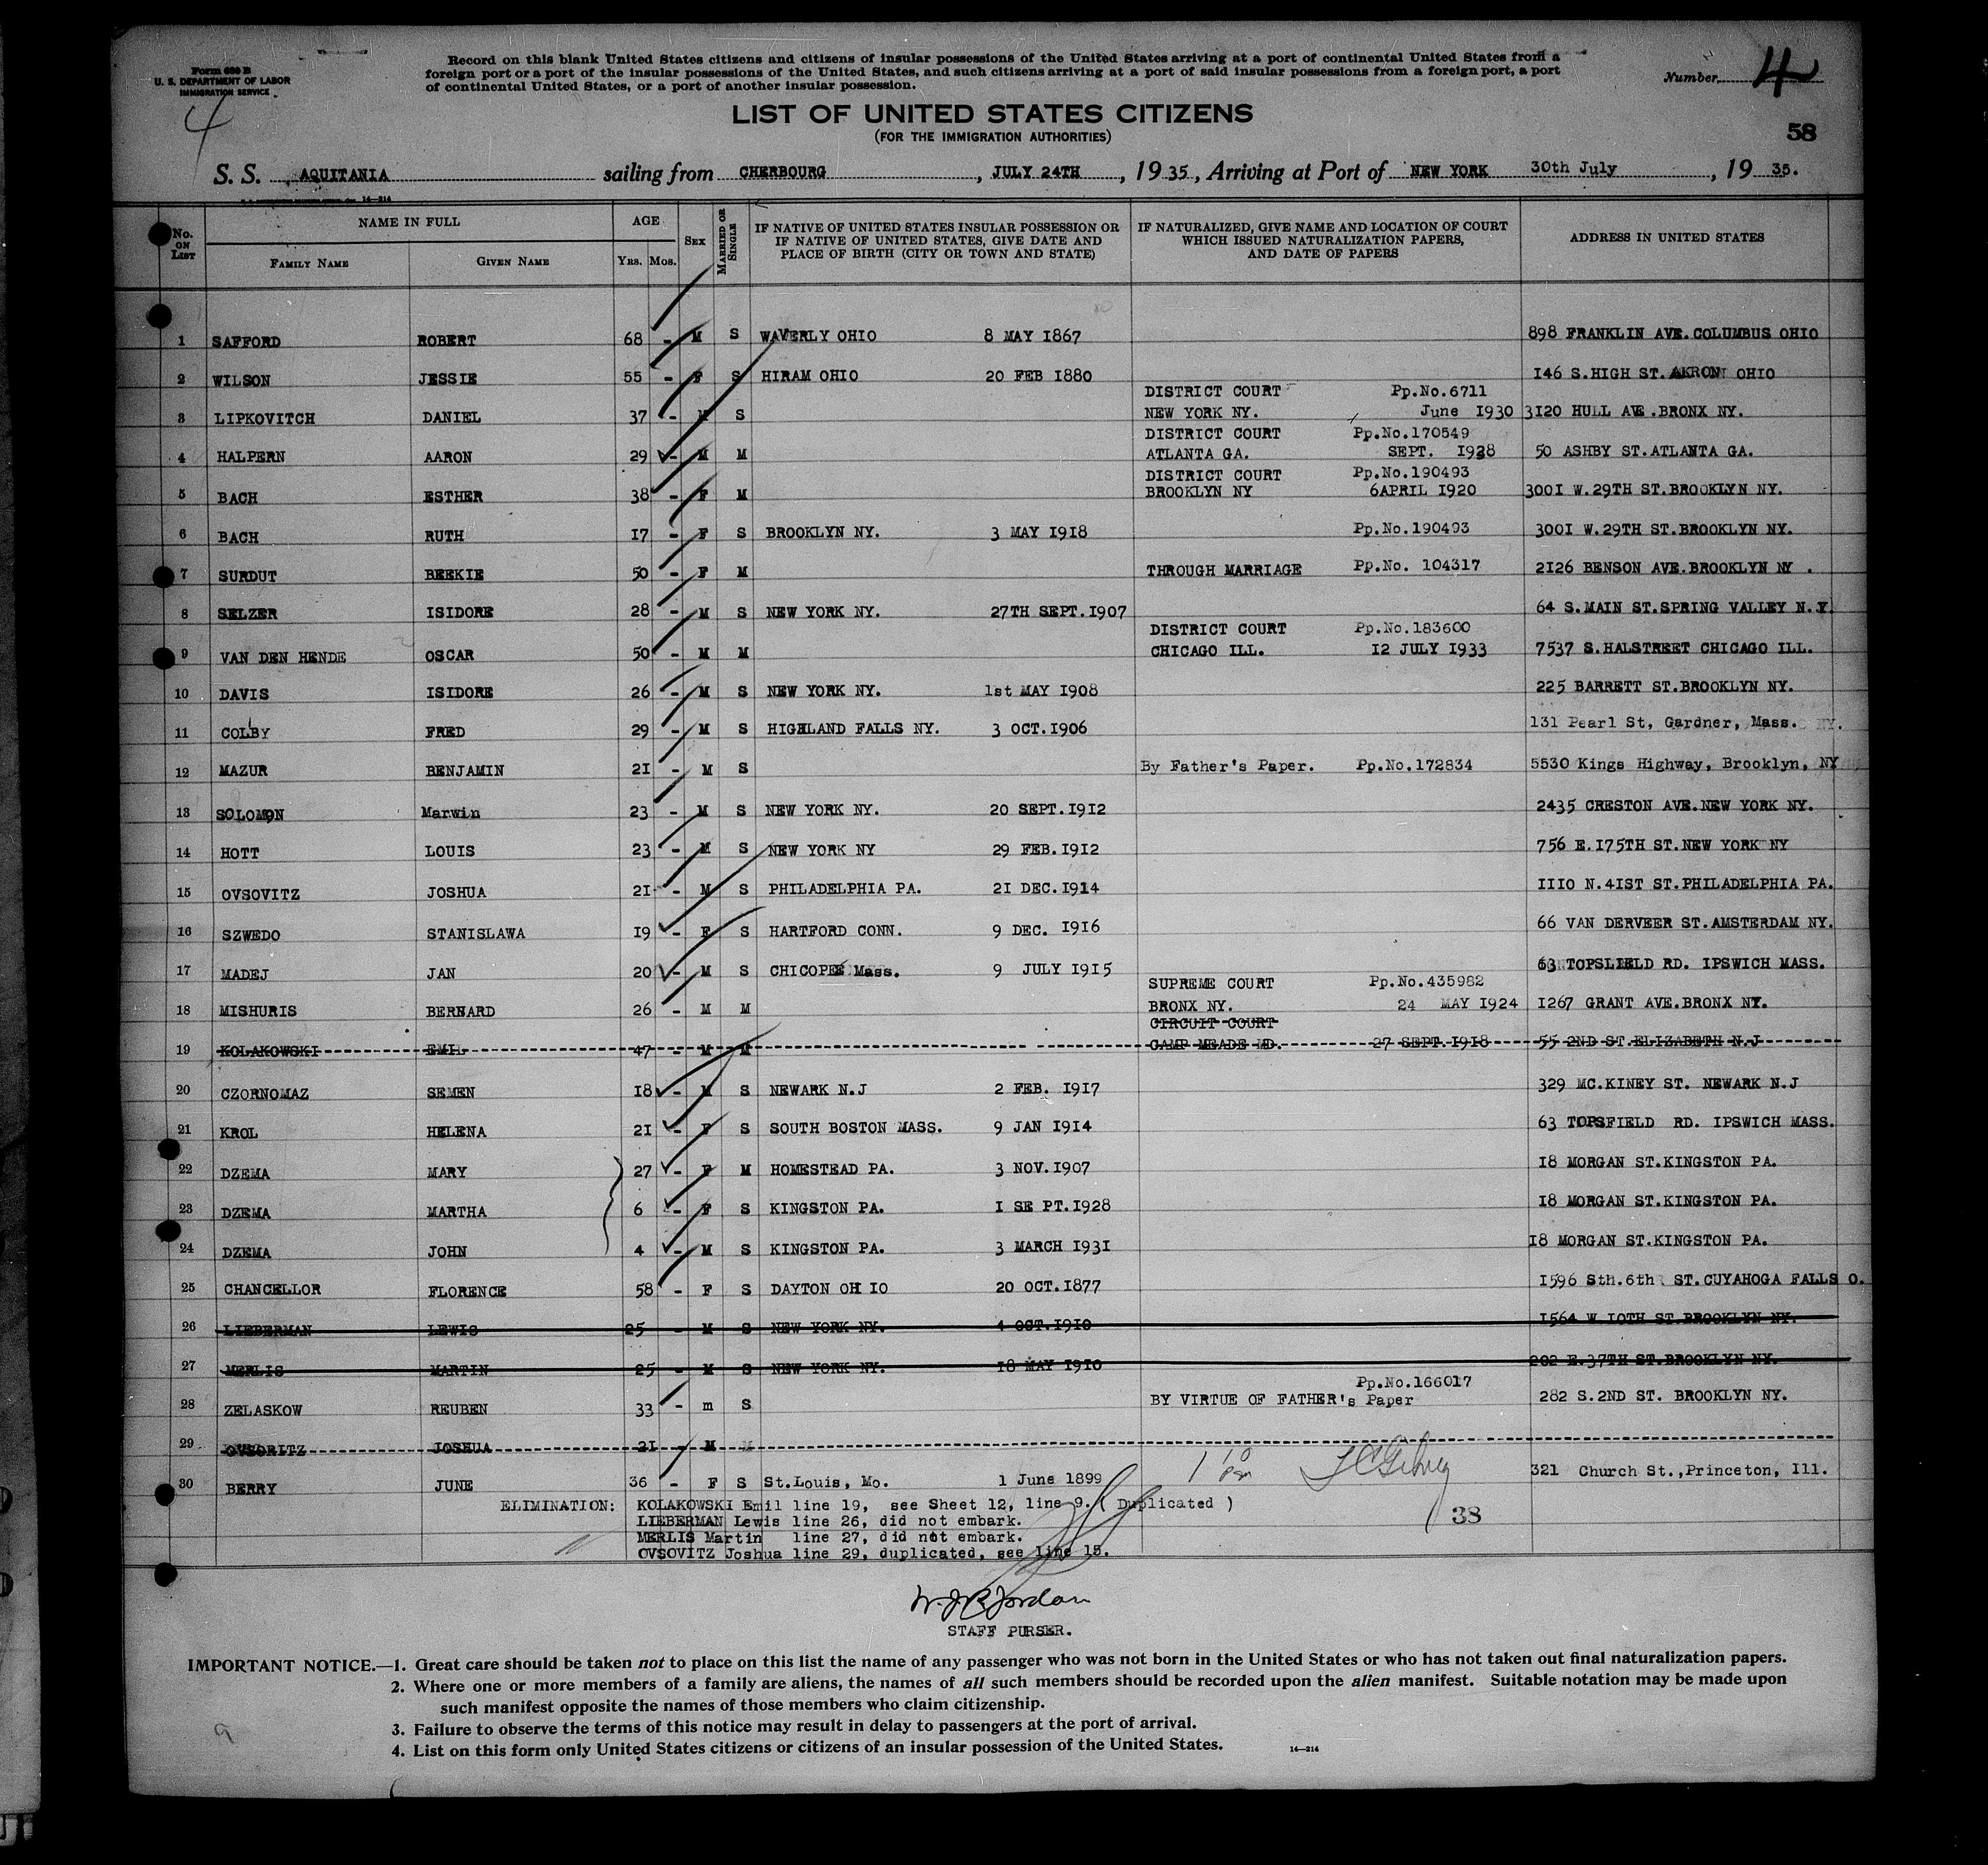 Form 630 B
U. S. DEPARTMENT OF LABOR
IMMIGRATION SERVICE
4
Record on this blank United States citizens and citizens of insular possessions of the United States arriving at a port of continental United States from a
foreign port or a port of the insular possessions of the United States, and such citizens arriving at a port of said insular possessions from a foreign port, a port
of continental United States, or a port of another insular possession.
Number 4
LIST OF UNITED STATES CITIZENS
(FOR THE IMMIGRATION AUTHORITIES)
58
S. S. AQUITANIA sailing from CHERBOURG, JULY 24TH, 1935, Arriving at Port of NEW YORK 30th July, 19 35.
14—214
No. ON LIST NAME IN FULL AGE SEX MARRIED OR SINGLE IF NATIVE OF UNITED STATES INSULAR POSSESSION OR IF NATIVE OF UNITED STATES, GIVE DATE AND PLACE OF BIRTH (CITY OR TOWN AND STATE) IF NATURALIZED, GIVE NAME AND LOCATION OF COURT WHICH ISSUED NATURALIZATION PAPERS, AND DATE OF PAPERS ADDRESS IN UNITED STATES
FAMILY NAME GIVEN NAME YRS. MOS.
1 SAFFORD ROBERT 68 - M S WAVERLY OHIO 8 MAY 1867 898 FRANKLIN AVE.COLUMBUS OHIO
2 WILSON JESSIE 55 - F S HIRAM OHIO 20 FEB 1880 146 S.HIGH ST.AKRON OHIO
DISTRICT COURT Pp.No.6711
3 LIPKOVITCH DANIEL 37 - M S NEW YORK NY. June 1930 3120 HULL AVE.BRONX NY.
DISTRICT COURT Pp.No.170549
4 HALPERN AARON 29 - M M ATLANTA GA. SEPT. 1928 50 ASHBY ST.ATLANTA GA.
DISTRICT COURT Pp.No.190493
5 BACH ESTHER 38 - F M BROOKLYN NY 6APRIL 1920 3001 W.29TH ST.BROOKLYN NY.
6 BACH RUTH 17 - F S BROOKLYN NY. 3 MAY 1918 Pp.No.190493 3001 W.29TH ST.BROOKLYN NY.
7 SURDUT BEEKIE 50 - F M THROUGH MARRIAGE Pp.No. 104317 2126 BENSON AVE.BROOKLYN NY .
8 SELZER ISIDORE 28 - M S NEW YORK NY. 27TH SEPT.1907 64 S.MAIN ST.SPRING VALLEY N.Y.
DISTRICT COURT Pp.No.183600
9 VAN DEN HENDE OSCAR 50 - M M CHICAGO ILL. 12 JULY 1933 7537 S.HALSTREET CHICAGO ILL.
10 DAVIS ISIDORE 26 - M S NEW YORK NY. 1st MAY 1908 225 BARRETT ST.BROOKLYN NY.
11 COLBY FRED 29 - M S HIGHLAND FALLS NY. 3 OCT.1906 131 Pearl St, Gardner, Mass. NY.
12 MAZUR BENJAMIN 21 - M S By Father's Paper. Pp.No.172834 5530 Kings Highway, Brooklyn, NY
13 SOLOMON Marwin 23 - M S NEW YORK NY. 20 SEPT.1912 2435 CRESTON AVE.NEW YORK NY.
14 HOTT LOUIS 23 - M S NEW YORK NY 29 FEB.1912 756 E.175TH ST.NEW YORK NY
15 OVSOVITZ JOSHUA 21 - M S PHILADELPHIA PA. 21 DEC.1914 1110 N.41ST ST.PHILADELPHIA PA.
16 SZWEDO STANISLAWA 19 - F S HARTFORD CONN. 9 DEC. 1916 66 VAN DERVEER ST.AMSTERDAM NY.
17 MADEJ JAN 20 - M S CHICOPEE Mass. 9 JULY 1915 63 TOPSLIELD RD. IPSWICH MASS.
SUPREME COURT Pp.No.435982
18 MISHURIS BERNARD 26 - M M BRONX NY. 24 MAY 1924 1267 GRANT AVE.BRONX NY.
CIRCUIT COURT
19 KOLAKOWSKI EMIL 47 - M M CAMP MEADE MD. 27 SEPT.1918 55 2ND ST.ELIZABETH N.J
20 CZORNOMAZ SEMEN 18 - M S NEWARK N.J 2 FEB. 1917 329 MC.KINEY ST. NEWARK N.J
21 KROL HELENA 21 - F S SOUTH BOSTON MASS. 9 JAN 1914 63 TOPSFIELD RD. IPSWICH MASS.
22 DZEMA MARY 27 - F M HOMESTEAD PA. 3 NOV.1907 18 MORGAN ST.KINGSTON PA.
23 DZEMA MARTHA 6 - F S KINGSTON PA. 1 SE PT.1928 18 MORGAN ST.KINGSTON PA.
24 DZEMA JOHN 4 - M S KINGSTON PA. 3 MARCH 1931 18 MORGAN ST.KINGSTON PA.
25 CHANCELLOR FLORENCE 58 - F S DAYTON OH IO 20 OCT.1877 1596 Sth.6th ST.CUYAHOGA FALLS O.
26 LIEBERMAN LEWIS 25 - M S NEW YORK NY. 4 OCT.1910 1564 W 10TH ST.BROOKLYN NY.
27 MERLIS MARTIN 25 - M S NEW YORK NY. 18 MAY 1910 202 E.37TH ST.BROOKLYN NY.
Pp.No.166017
28 ZELASKOW REUBEN 33 - m S BY VIRTUE OF FATHER's Paper 282 S.2ND ST. BROOKLYN NY.
29 OVSORITZ JOSHUA 21 - M
30 BERRY JUNE 36 - F S St.Louis, Mo. 1 June 1899 321 Church St.,Princeton, Ill.
ELIMINATION: KOLAKOWSKI Emil line 19, see Sheet 12, line 9.( Duplicated )
LIEBERMAN Lewis line 26, did not embark. 38
MERLIS Martin line 27, did not embark.
OVSOVITZ Joshua line 29, duplicated, see line 15.
W.J.R.Jordan
STAFF PURSER.
IMPORTANT NOTICE.—1. Great care should be taken not to place on this list the name of any passenger who was not born in the United States or who has not taken out final naturalization papers.
2. Where one or more members of a family are aliens, the names of all such members should be recorded upon the alien manifest. Suitable notation may be made upon
such manifest opposite the names of those members who claim citizenship.
3. Failure to observe the terms of this notice may result in delay to passengers at the port of arrival.
4. List on this form only United States citizens or citizens of an insular possession of the United States.
14—214